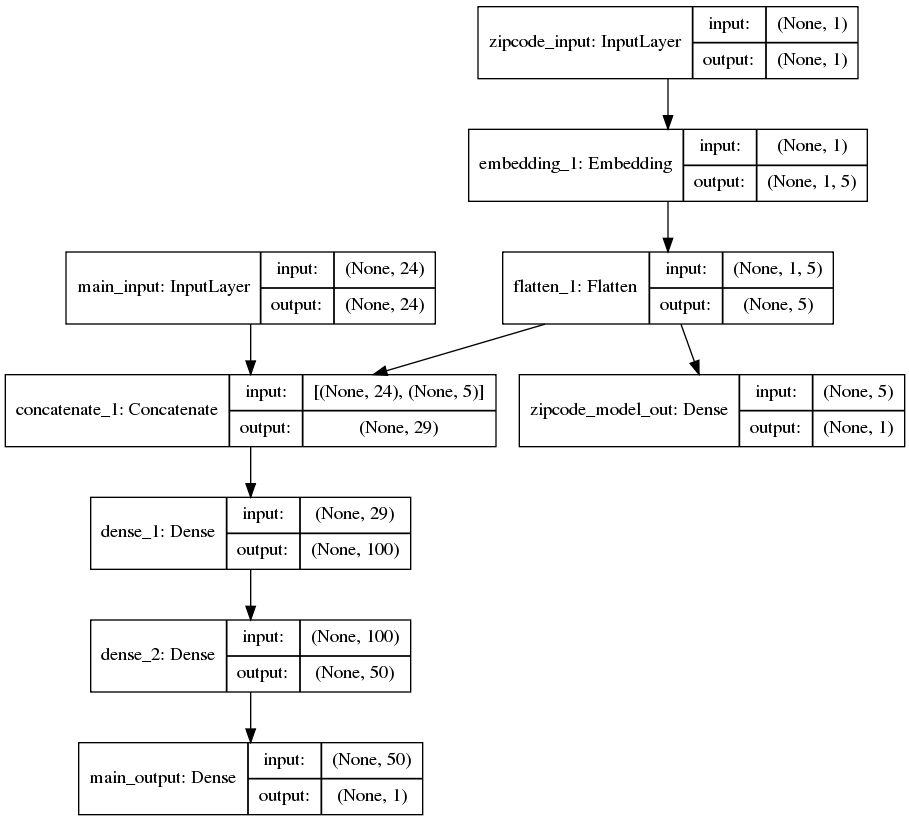 zipcode_input: InputLayer
input:
(None, 1)
output:
(None, 1)
embedding_1: Embedding
input:
(None, 1)
output:
(None, 1, 5)
main_input: InputLayer
input:
(None, 24)
output:
(None, 24)
flatten_1: Flatten
input:
(None, 1, 5)
output:
(None, 5)
concatenate_1: Concatenate
input:
[(None, 24), (None, 5)]
output:
(None, 29)
zipcode_model_out: Dense
input:
(None, 5)
output:
(None, 1)
dense_1: Dense
input:
(None, 29)
output:
(None, 100)
dense_2: Dense
input:
(None, 100)
output:
(None, 50)
main_output: Dense
input:
(None, 50)
output:
(None, 1)